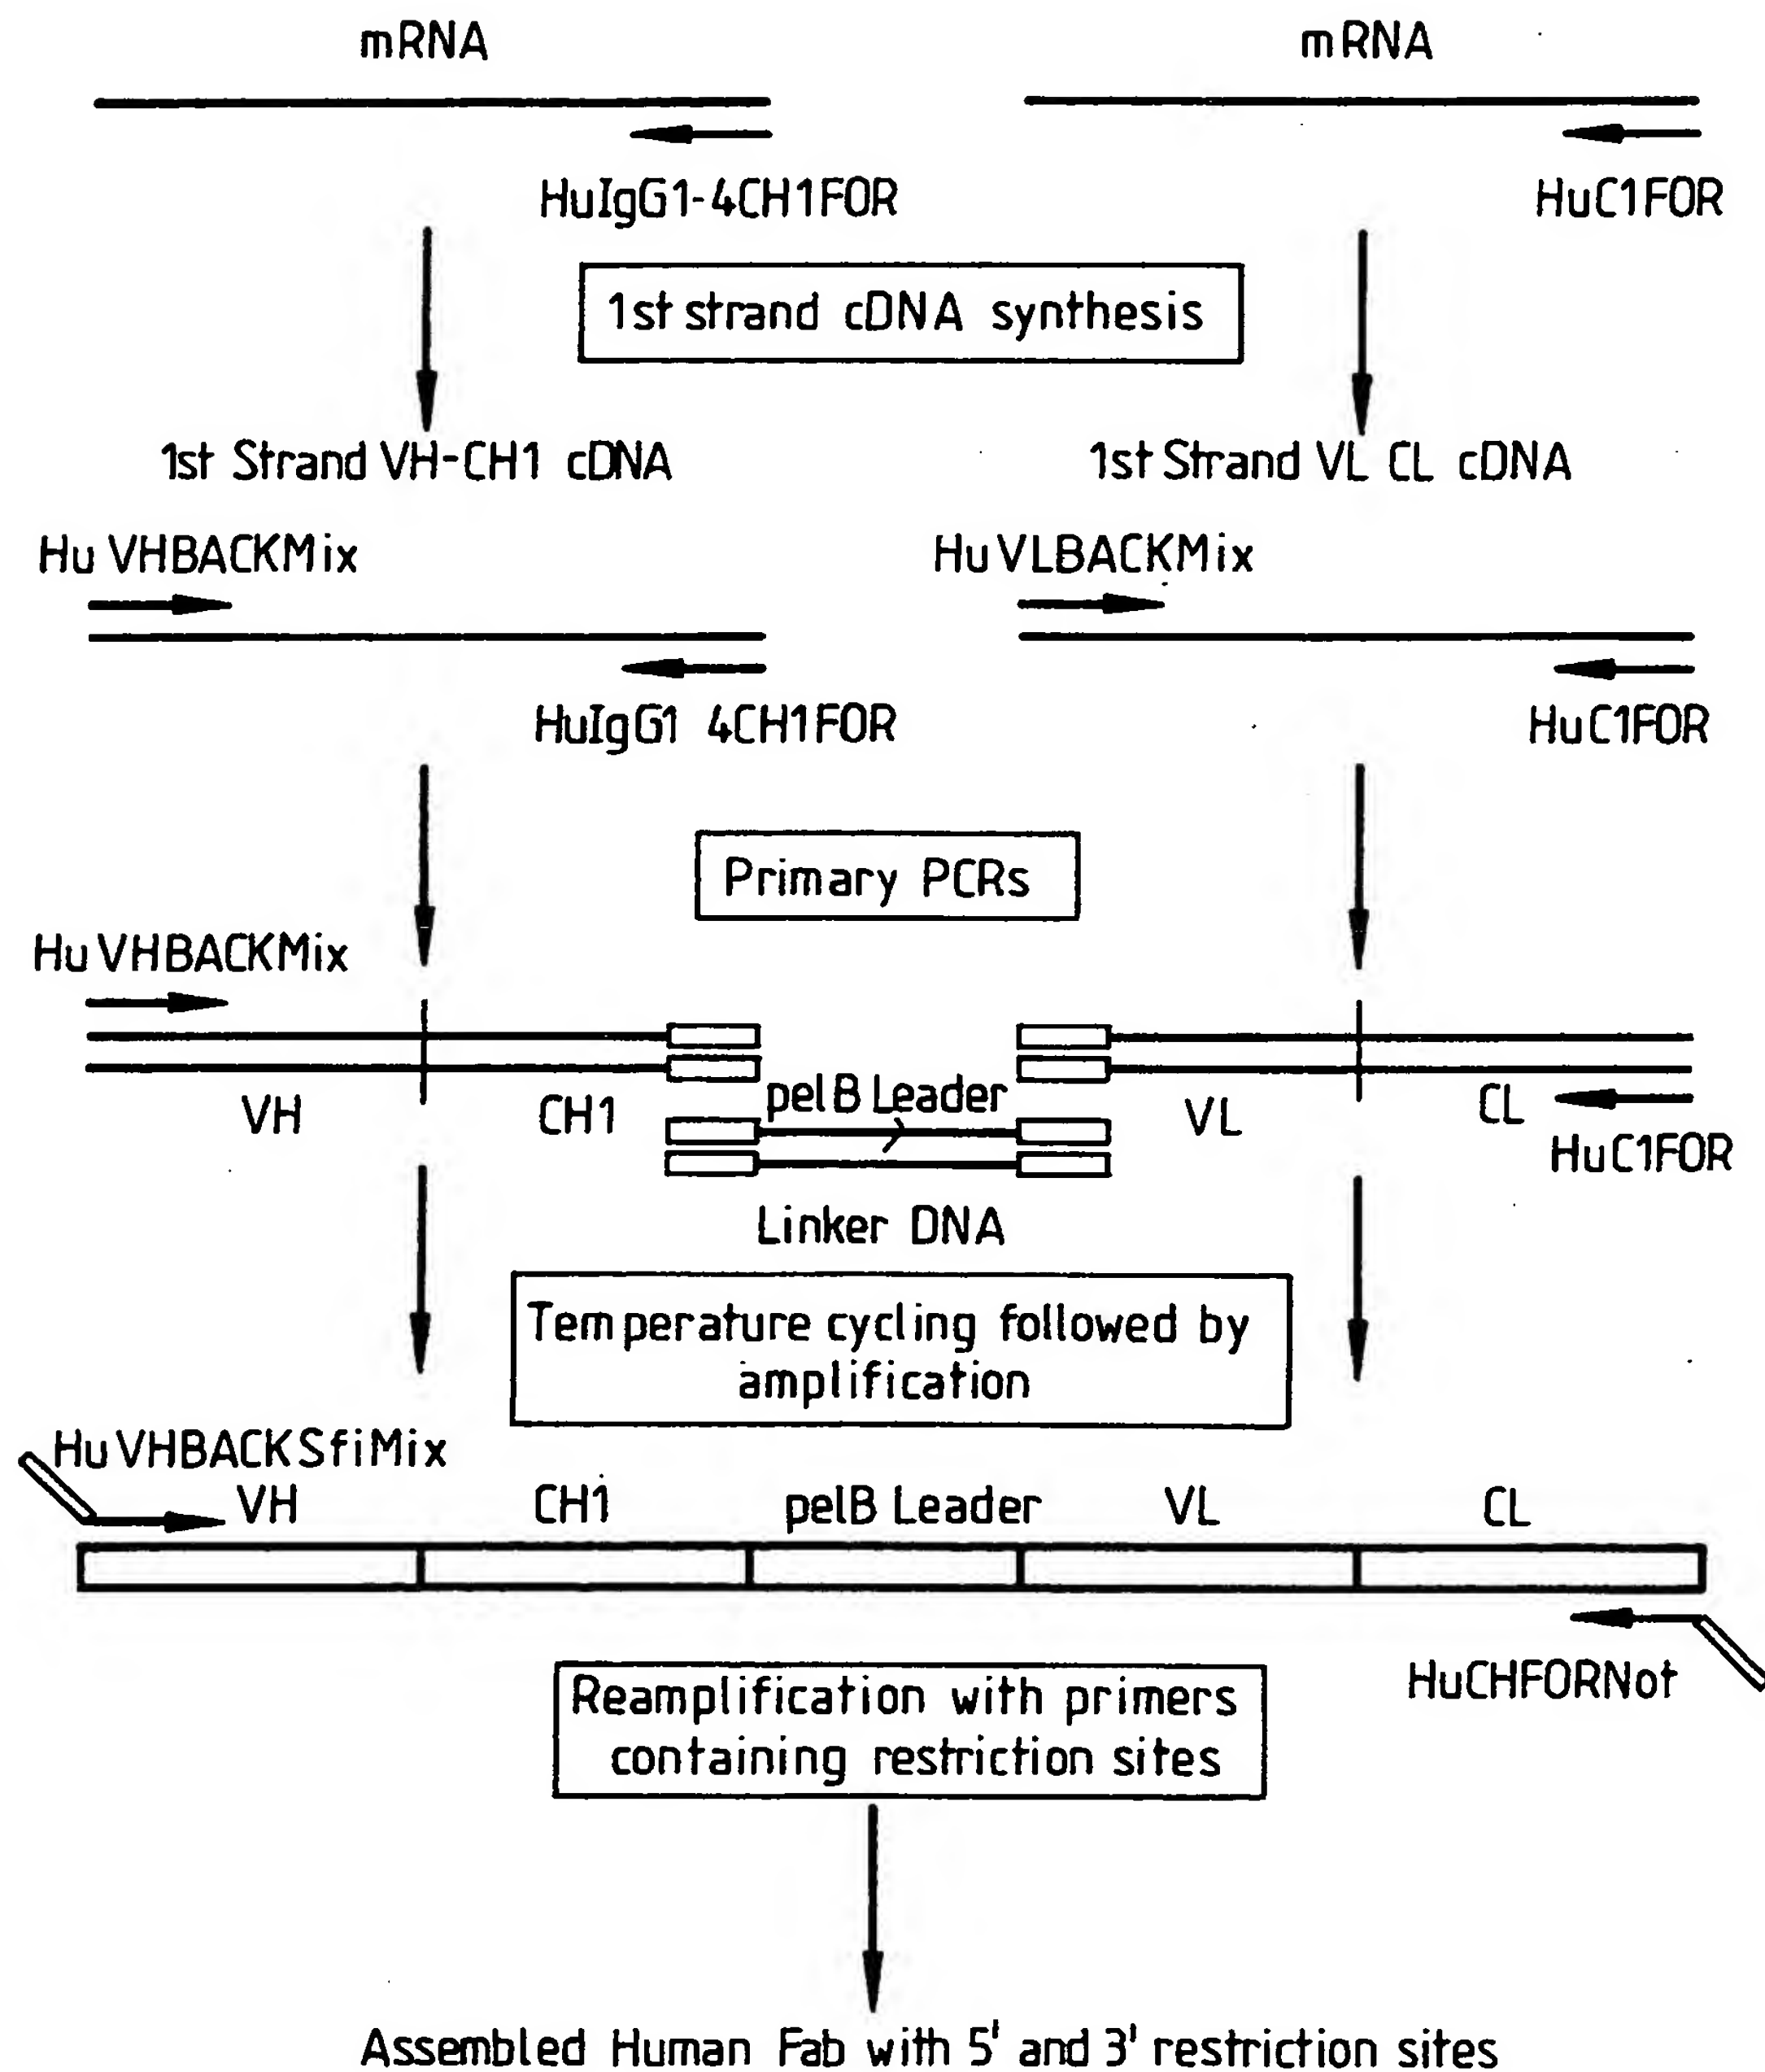 mRNA
mRNA
HuIgG1-4CH1FOR
HuC1FOR
1st strand cDNA synthesis
1st Strand VH-CH1 cDNA
1st Strand VL CL cDNA
Hu VHBACKMix
HuVLBACKMix
HuIgG1 4CH1FOR
HuC1FOR
Primary PCRs
Hu VHBACKMix
VH
CH1
pelB Leader
VL
CL
HuC1FOR
Linker DNA
Temperature cycling followed by
amplification
HuVHBACKSfiMix
VH
CH1
pelB Leader
VL
CL
HuCHFORNot
Reamplification with primers
containing restriction sites
Assembled Human Fab with 5' and 3' restriction sites